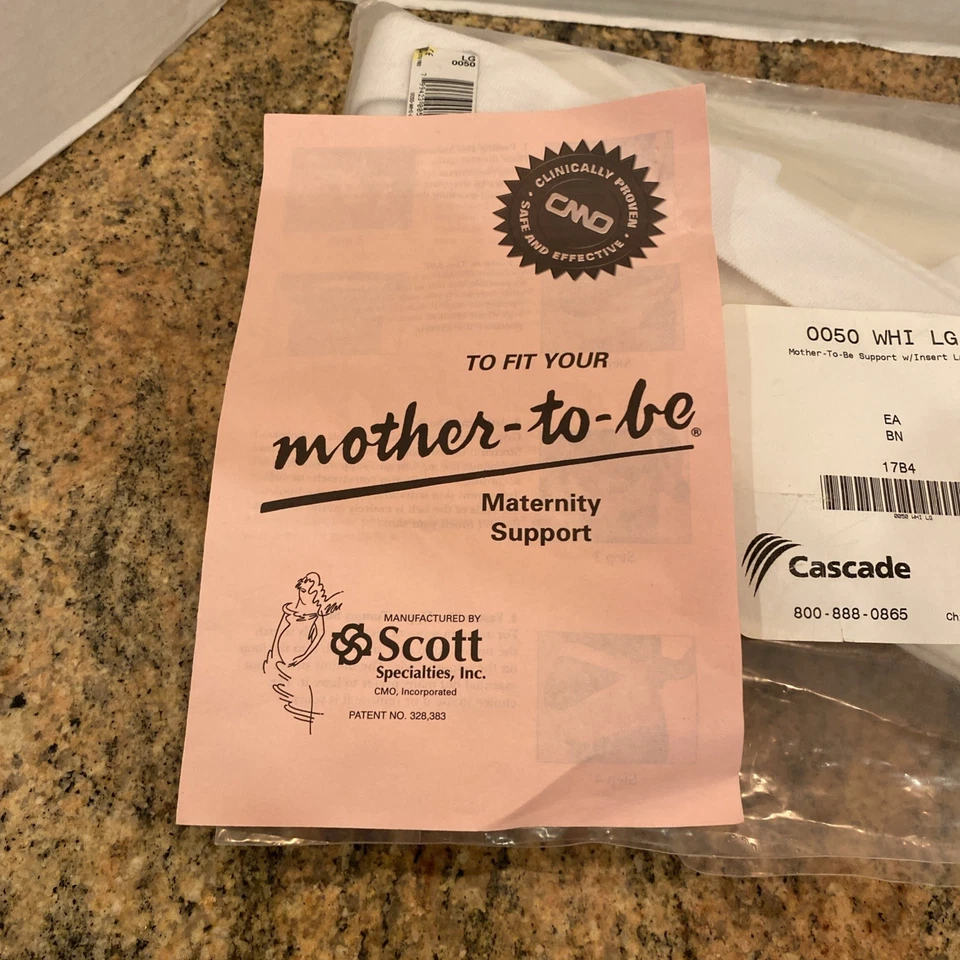 LG
0050
CLINICALLY PROVEN
CMO
SAFE AND EFFECTIVE
TO FIT YOUR
mother-to-be®
Maternity
Support
MANUFACTURED BY
Scott
Specialties, Inc.
CMO, Incorporated
PATENT NO. 328,383
0050 WHI LG
Mother-To-Be Support w/Insert
EA
BN
17B4
0050 WHI LG
Cascade
800-888-0865